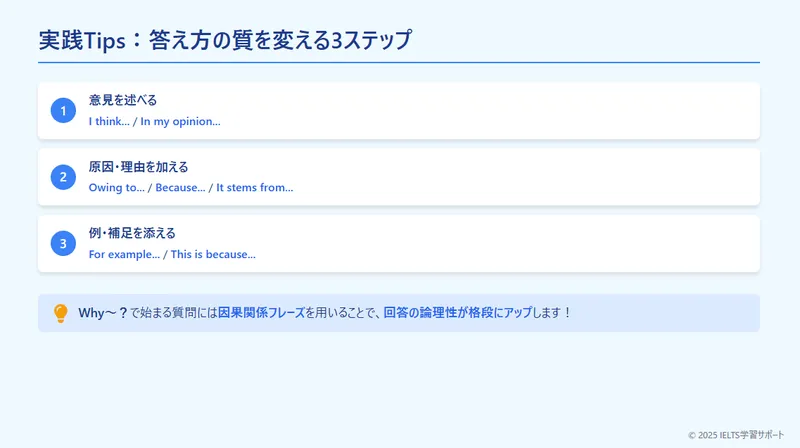 実践Tips：答え方の質を変える3ステップ
1
意見を述べる
I think... / In my opinion...
2
原因・理由を加える
Owing to... / Because... / It stems from...
3
例・補足を添える
For example... / This is because...
Why〜？で始まる質問には因果関係フレーズを用いることで、回答の論理性が格段にアップします！
© 2025 IELTS学習サポート